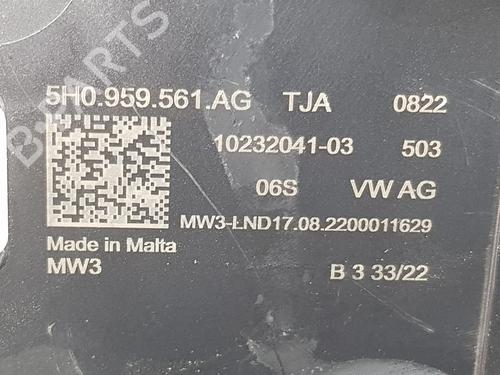 B-PARTS
5H0.959.561.AG TJA 0822
10232041-03 503
06S VW AG
MW3-LND17.08.2200011629
Made in Malta
MW3 B 3 33/22